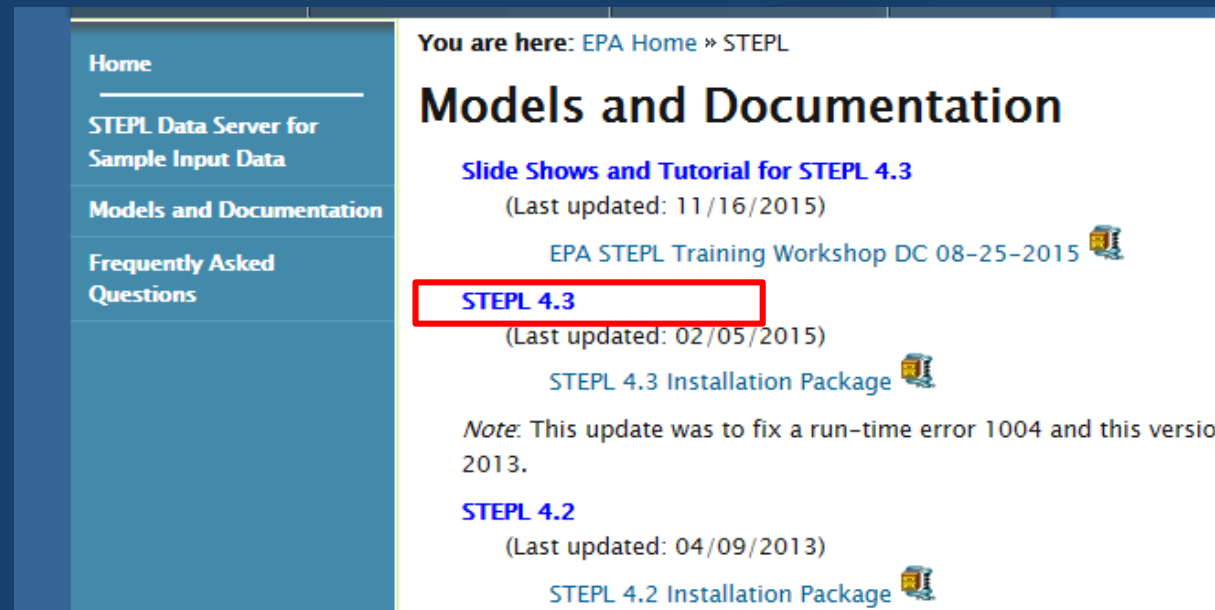 Home
STEPL Data Server for
Sample Input Data
Models and Documentation
Frequently Asked
Questions
You are here: EPA Home » STEPL
Models and Documentation
Slide Shows and Tutorial for STEPL 4.3
(Last updated: 11/16/2015)
EPA STEPL Training Workshop DC 08-25-2015
STEPL 4.3
(Last updated: 02/05/2015)
STEPL 4.3 Installation Package
Note: This update was to fix a run-time error 1004 and this versio
2013.
STEPL 4.2
(Last updated: 04/09/2013)
STEPL 4.2 Installation Package